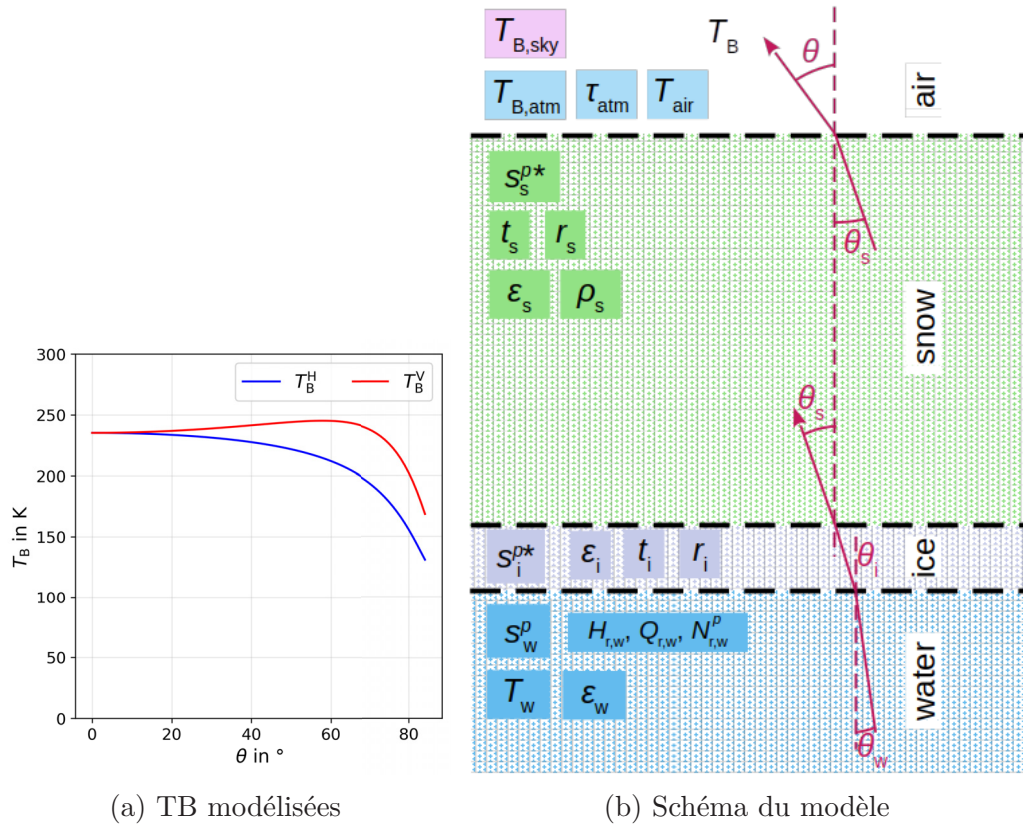 300
250
200
150
100
50
0
T_B in K
T_B^H T_B^V
0 20 40 60 80
θ in °
(a) TB modélisées
T_B,sky
T_B θ
T_B,atm τ_atm T_air
air
s_s^p*
t_s r_s
θ_s
ε_s ρ_s
snow
θ_s
s_i^p* ε_i t_i r_i
θ_i
ice
s_w^p H_r,w, Q_r,w, N_r,w^p
T_w ε_w
water
θ_w
(b) Schéma du modèle